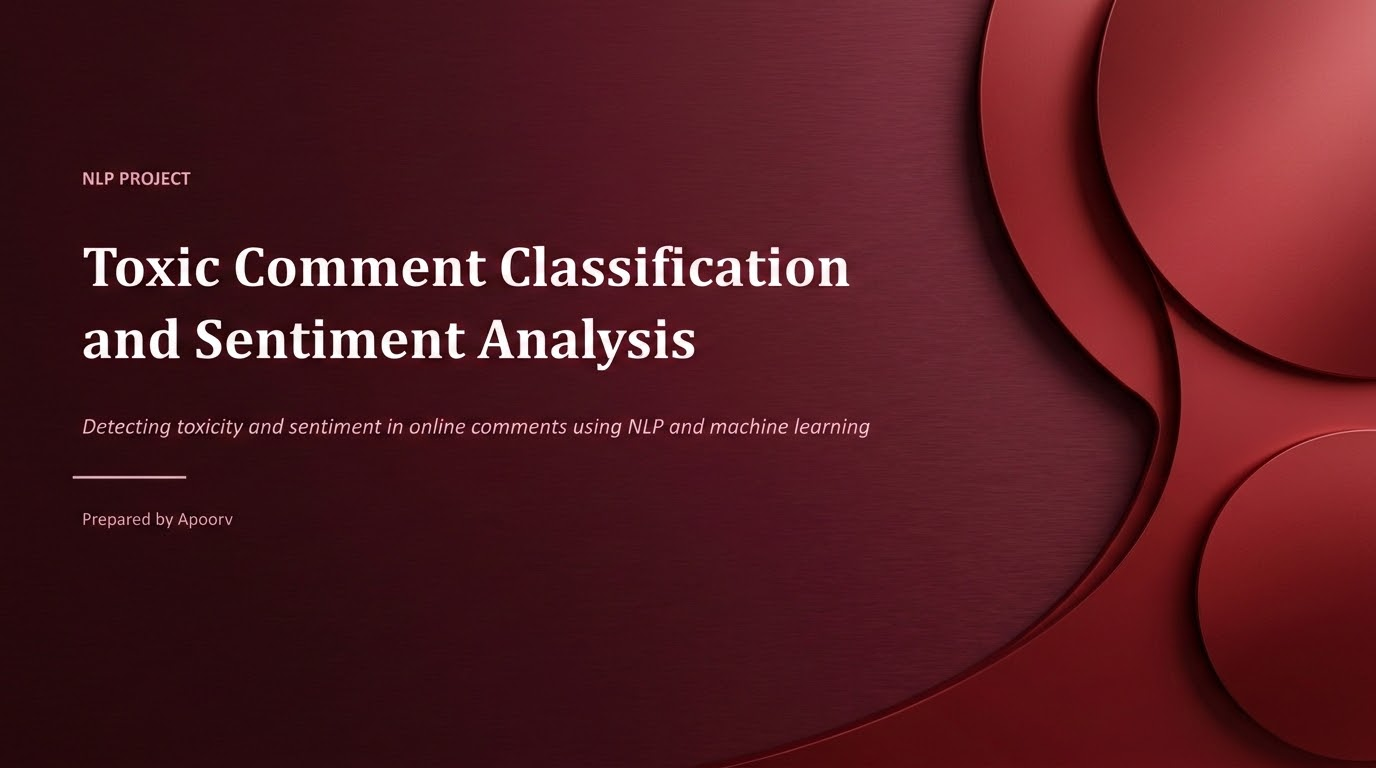 NLP PROJECT
Toxic Comment Classification
and Sentiment Analysis
Detecting toxicity and sentiment in online comments using NLP and machine learning
Prepared by Apoorv